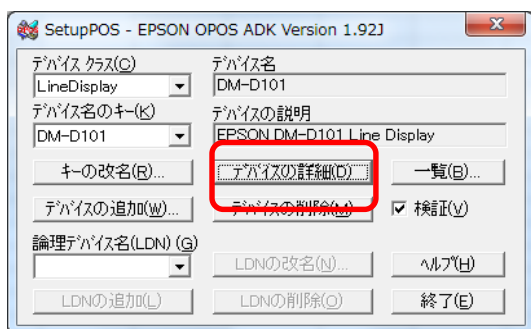 SetupPOS - EPSON OPOS ADK Version 1.92J
デバイス クラス(C) デバイス名
LineDisplay DM-D101
デバイス名のキー(K) デバイスの説明
DM-D101 EPSON DM-D101 Line Display
キーの改名(R)... デバイスの詳細(D) 一覧(B)...
デバイスの追加(W)... デバイスの削除(M) 検証(V)
論理デバイス名(LDN) (G)
LDNの改名(N)... ヘルプ(H)
LDNの追加(L) LDNの削除(O) 終了(E)